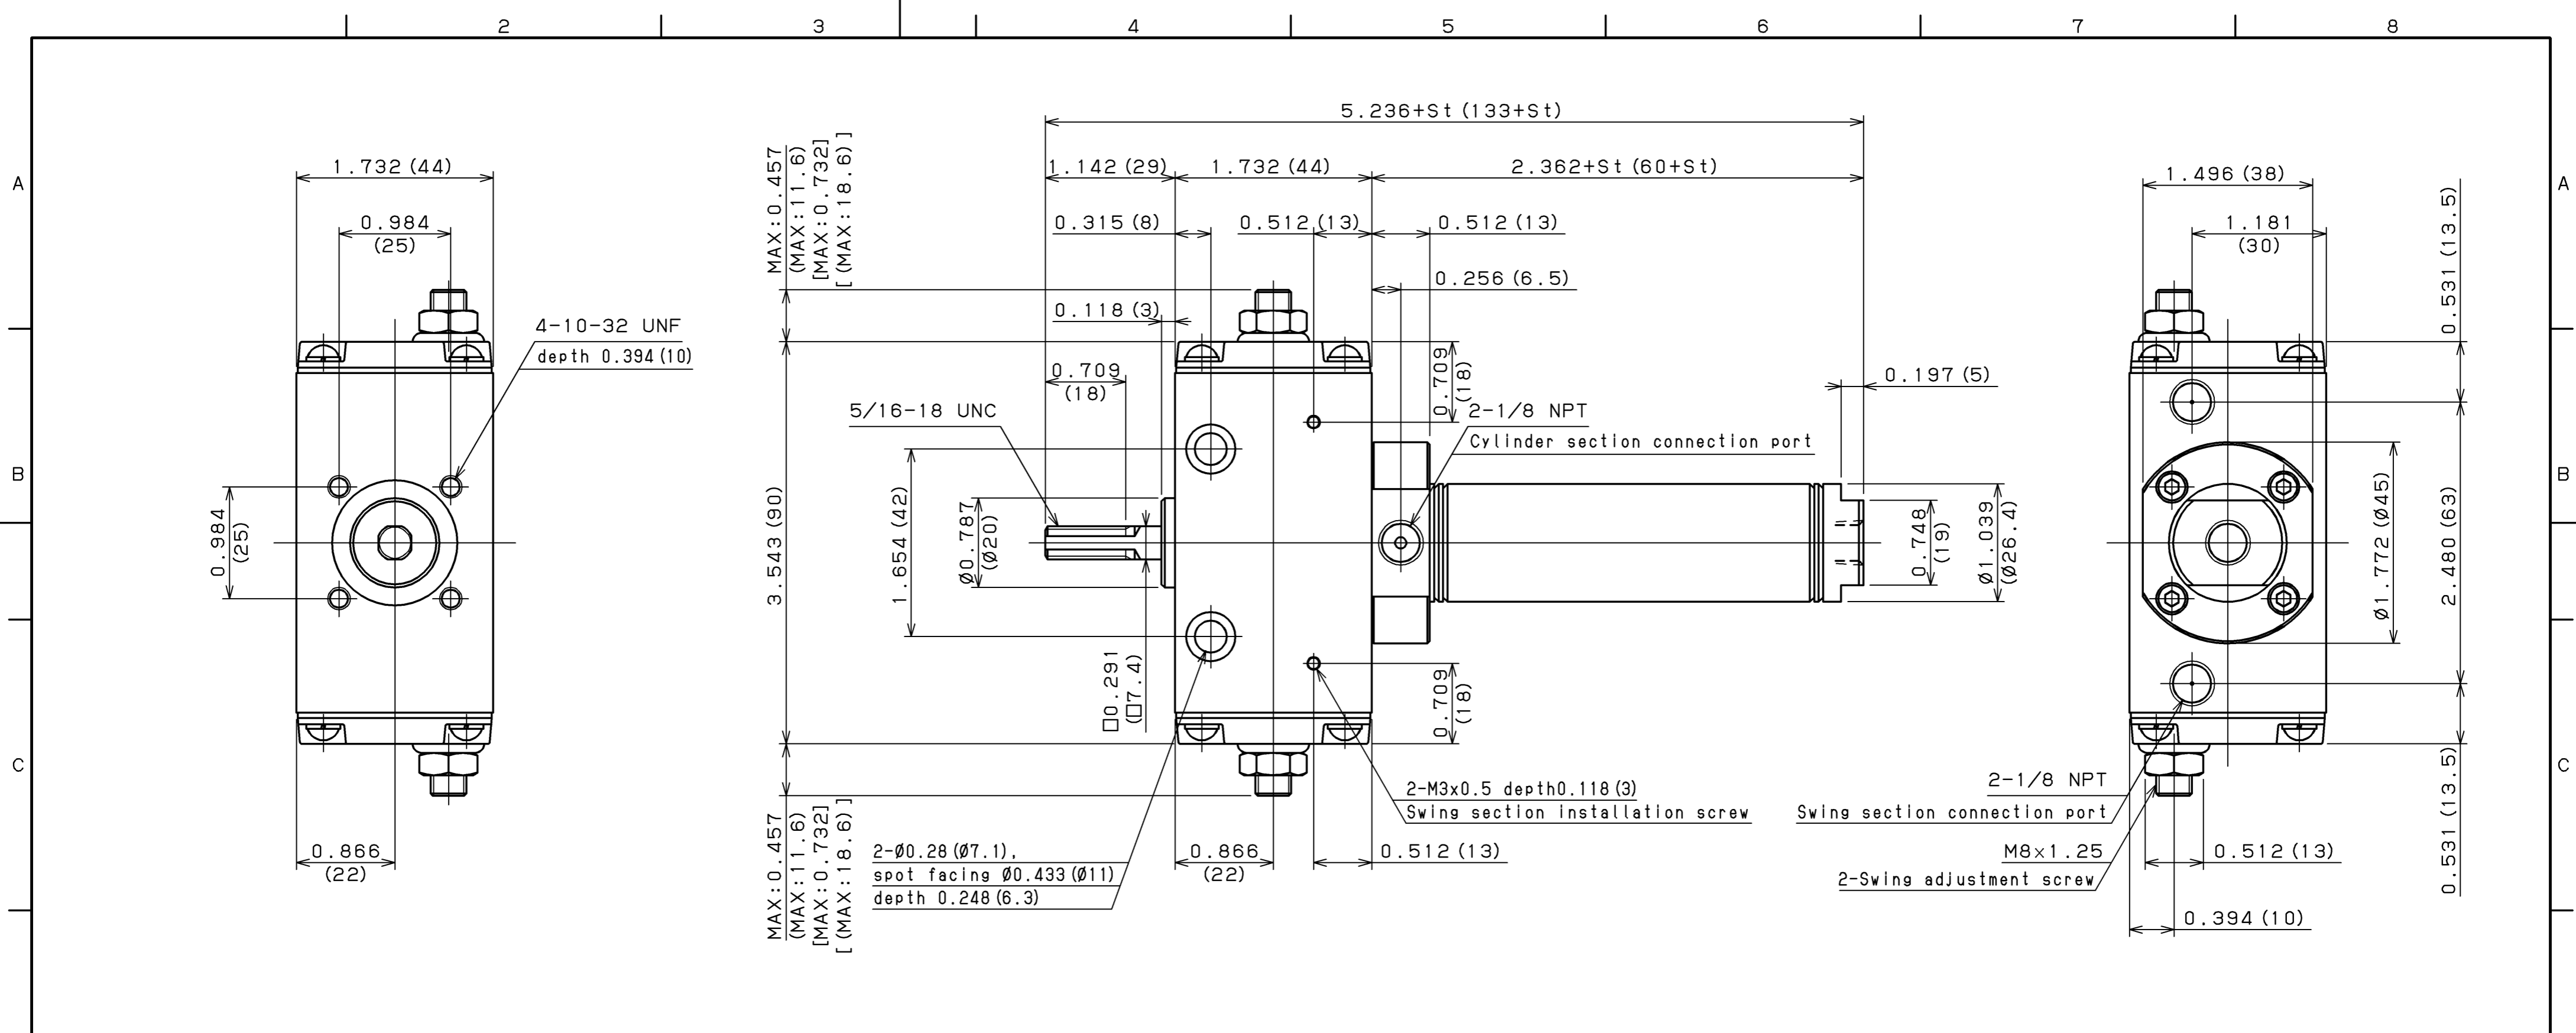 2 3 4 5 6 7 8
A A
B B
C C
1.732 (44)
0.984
(25)
4-10-32 UNF
depth 0.394 (10)
0.984
(25)
0.866
(22)
MAX:0.457
(MAX:11.6)
[MAX:0.732]
[(MAX:18.6)]
5.236+St (133+St)
1.142 (29)
1.732 (44)
2.362+St (60+St)
0.315 (8)
0.512 (13)
0.512 (13)
0.256 (6.5)
0.118 (3)
0.709
(18)
0.709
(18)
0.197 (5)
5/16-18 UNC
2-1/8 NPT
Cylinder section connection port
3.543 (90)
1.654 (42)
Ø0.787
(Ø20)
0.748
(19)
Ø1.039
(Ø26.4)
□0.291
(□7.4)
0.709
(18)
2-M3x0.5 depth0.118 (3)
Swing section installation screw
MAX:0.457
(MAX:11.6)
[MAX:0.732]
[(MAX:18.6)]
2-Ø0.28 (Ø7.1),
spot facing Ø0.433 (Ø11)
depth 0.248 (6.3)
0.866
(22)
0.512 (13)
1.496 (38)
1.181
(30)
0.531 (13.5)
Ø1.772 (Ø45)
2.480 (63)
0.531 (13.5)
2-1/8 NPT
Swing section connection port
M8×1.25
2-Swing adjustment screw
0.512 (13)
0.394 (10)